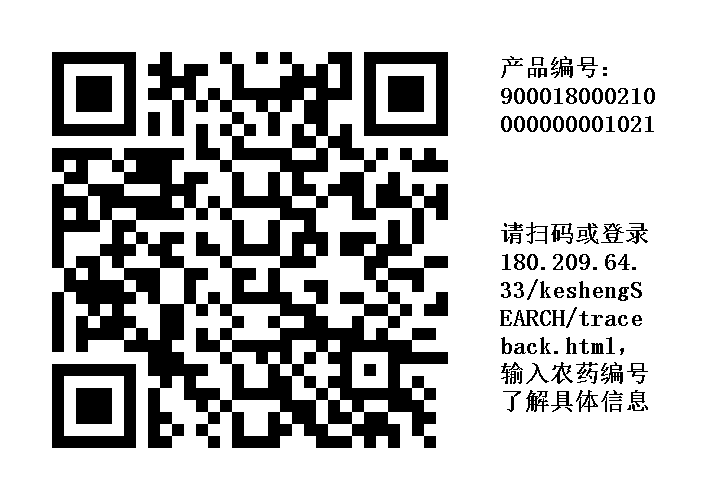 产品编号：
900018000210
000000001021
请扫码或登录
180.209.64.
33/keshengS
EARCH/trace
back.html，
输入农药编号
了解具体信息